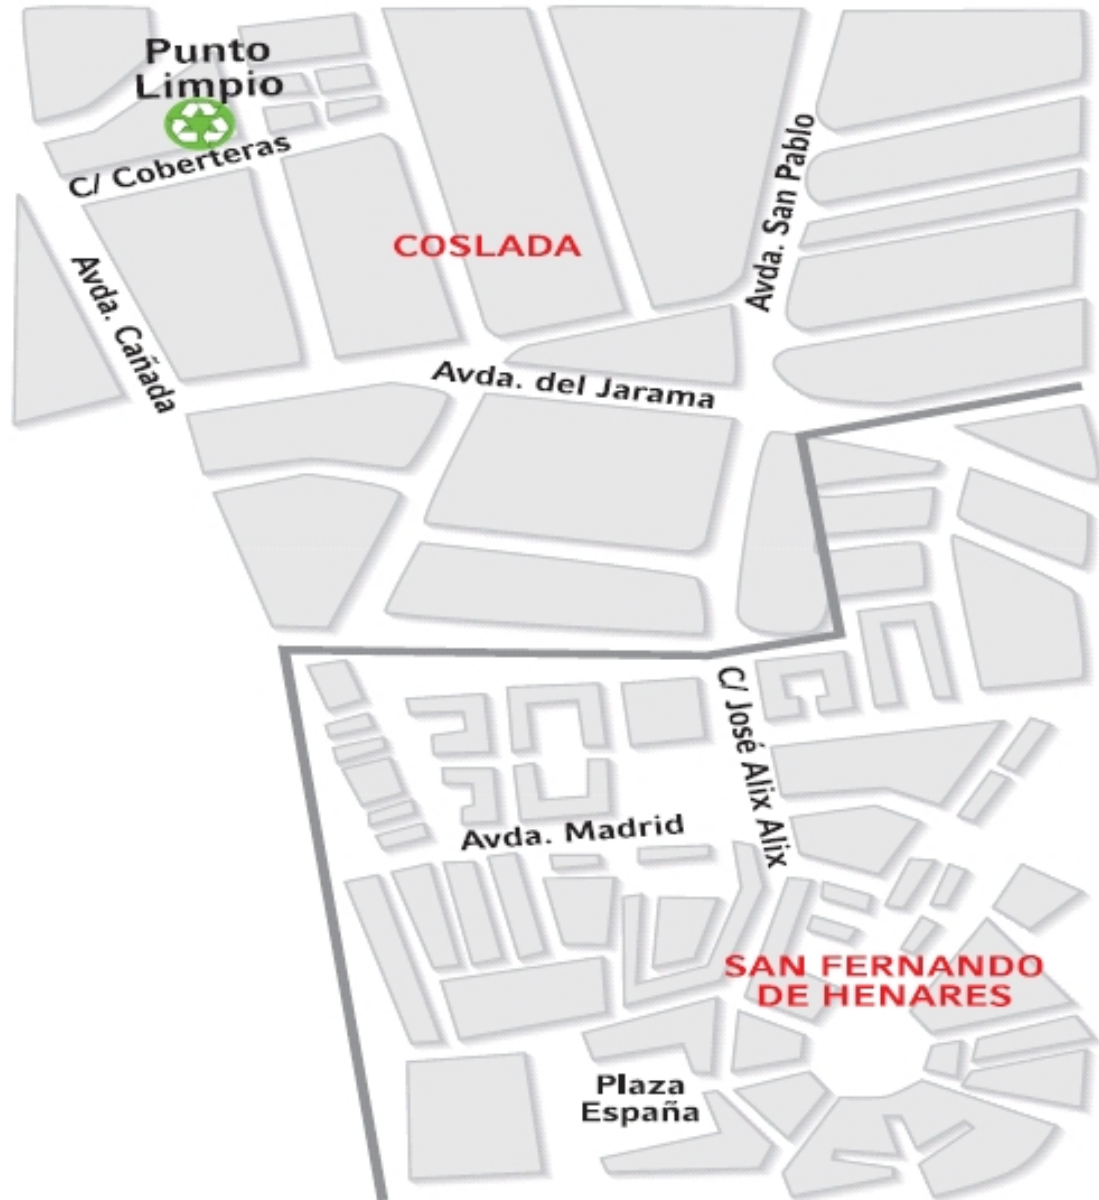 Punto
Limpio
C/ Coberteras
COSLADA
Avda. San Pablo
Avda. Cañada
Avda. del Jarama
C/ José Alix Alix
Avda. Madrid
SAN FERNANDO
DE HENARES
Plaza
España